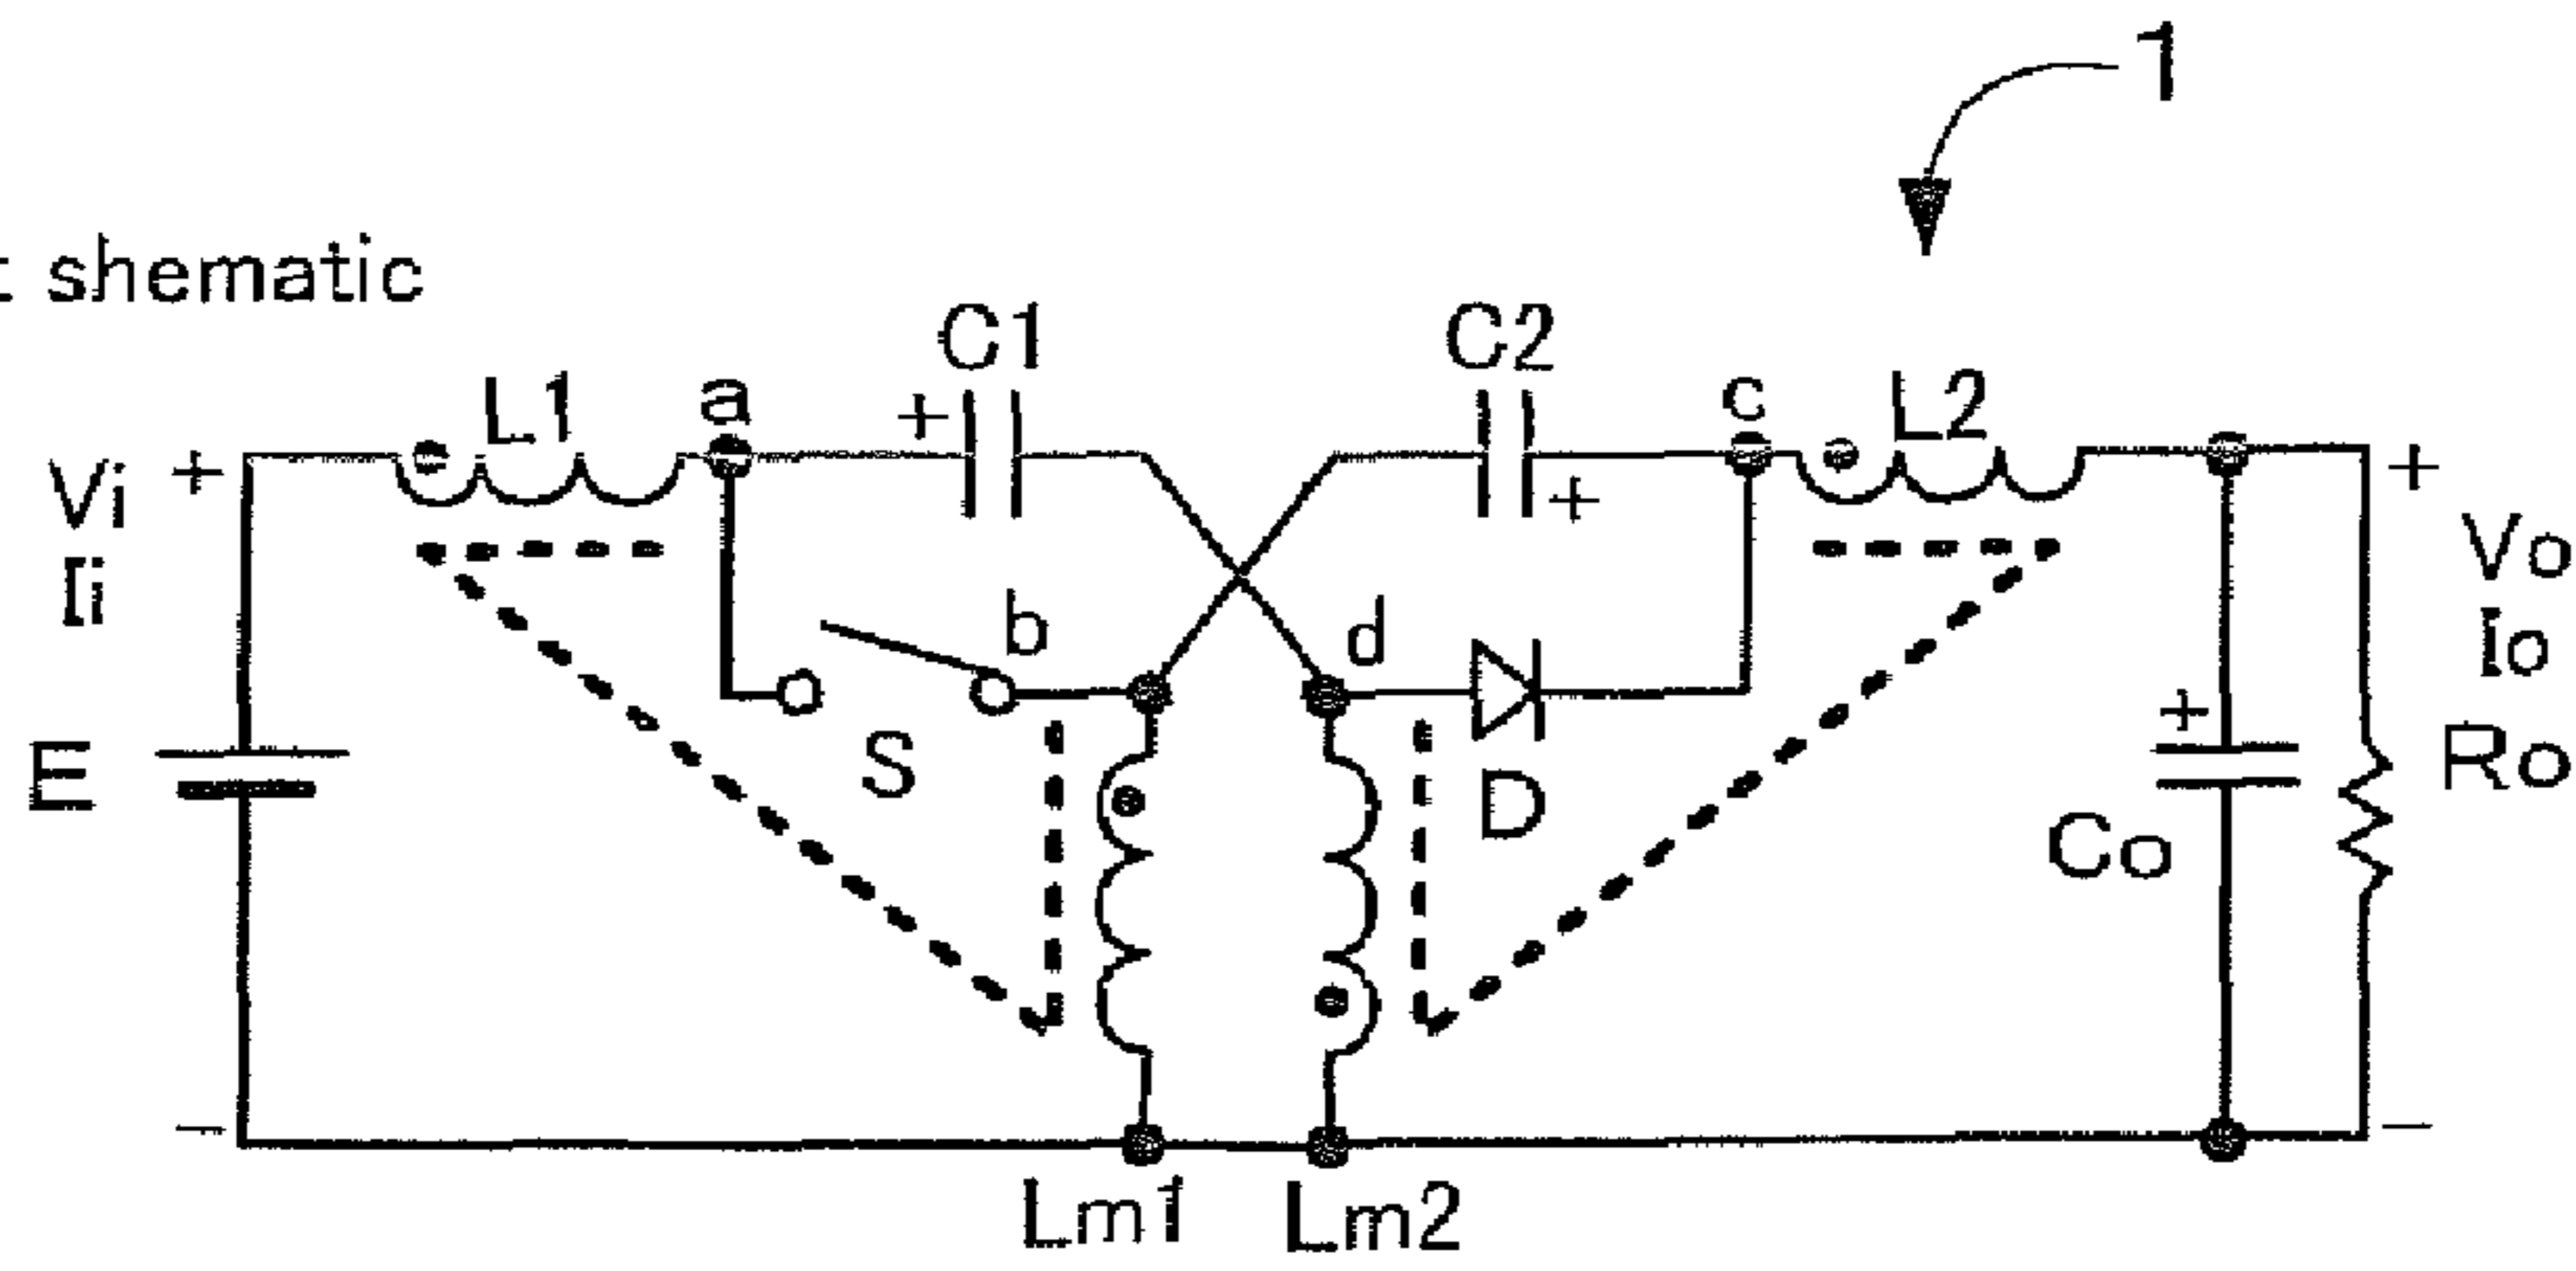 1
shematic
C1
C2
L1
a
c
L2
+
+
Vi
+
+
Ii
Vo
b
d
Io
+
S
E
D
Ro
Co
−
−
Lm1
Lm2